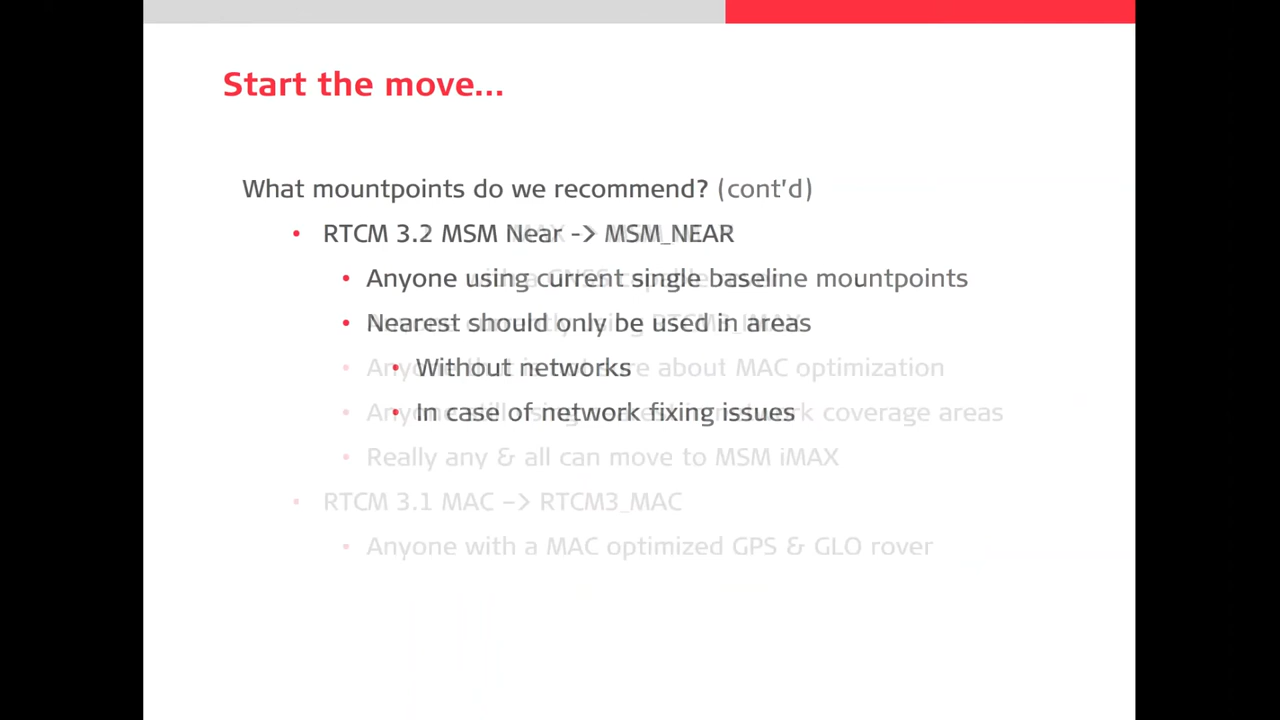 Start the move...
What mountpoints do we recommend? (cont'd)
• RTCM 3.2 MSM Near -> MSM_NEAR
• Anyone using current single baseline mountpoints
• Nearest should only be used in areas
• Without networks
• In case of network fixing issues
• Really any & all can move to MSM iMAX
• RTCM 3.1 MAC –> RTCM3_MAC
• Anyone with a MAC optimized GPS & GLO rover